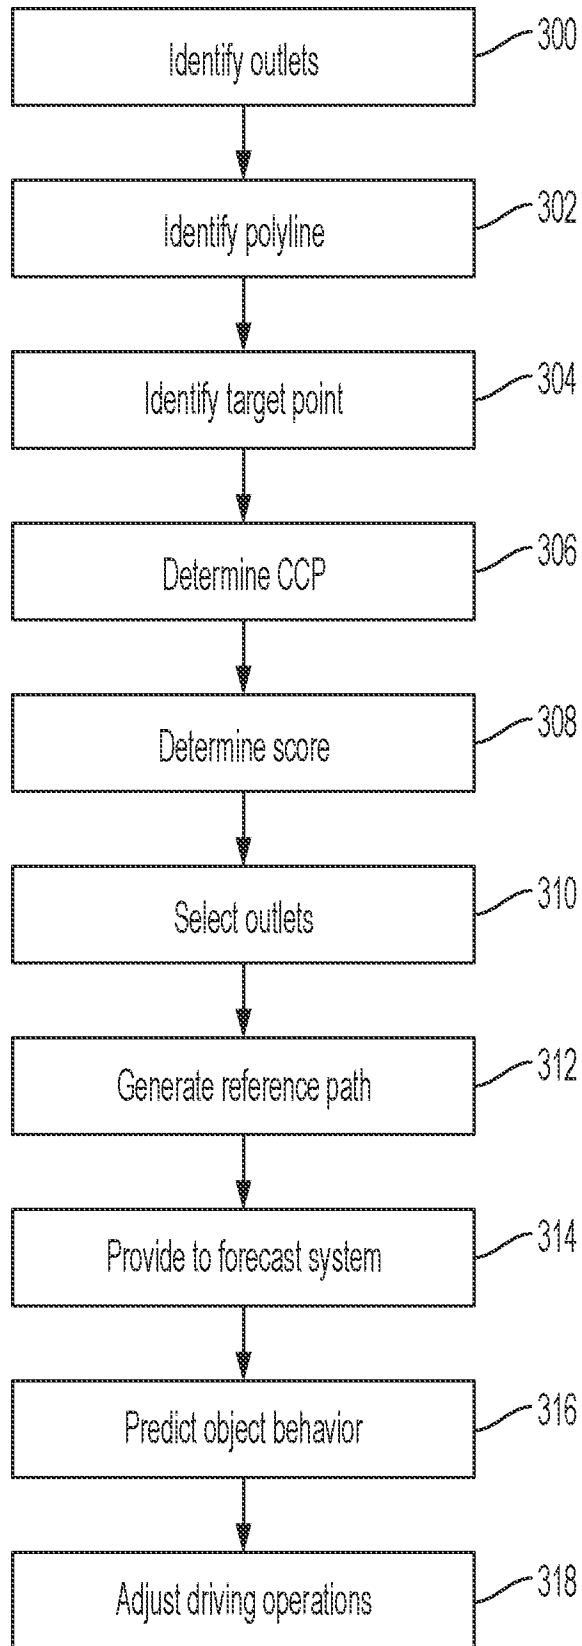 Identify outlets
300
Identify polyline
302
Identify target point
304
Determine CCP
306
Determine score
308
Select outlets
310
Generate reference path
312
Provide to forecast system
314
Predict object behavior
316
Adjust driving operations
318